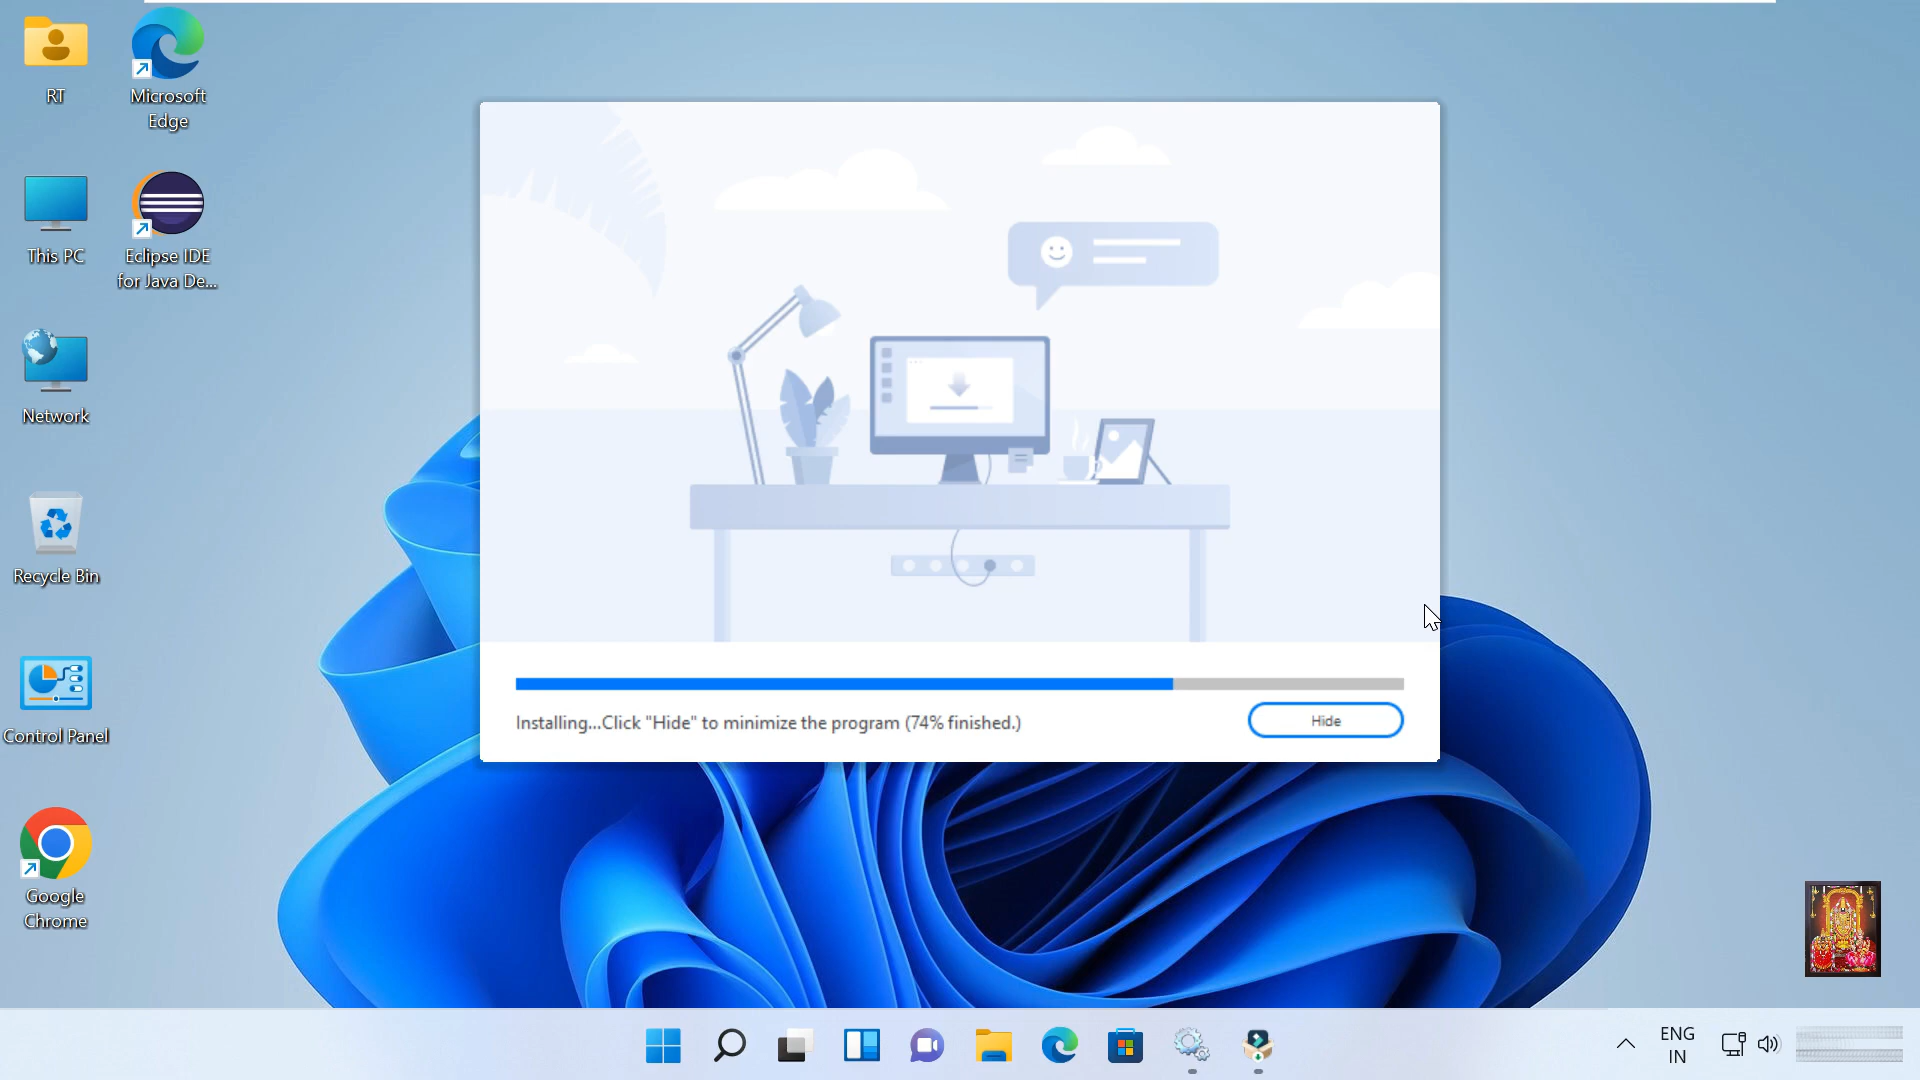 RT
Microsoft
Edge
This PC
Eclipse IDE
for Java De...
Network
Recycle Bin
Control Panel
Google
Chrome
Installing...Click "Hide" to minimize the program (74% finished.)
Hide
ENG
IN